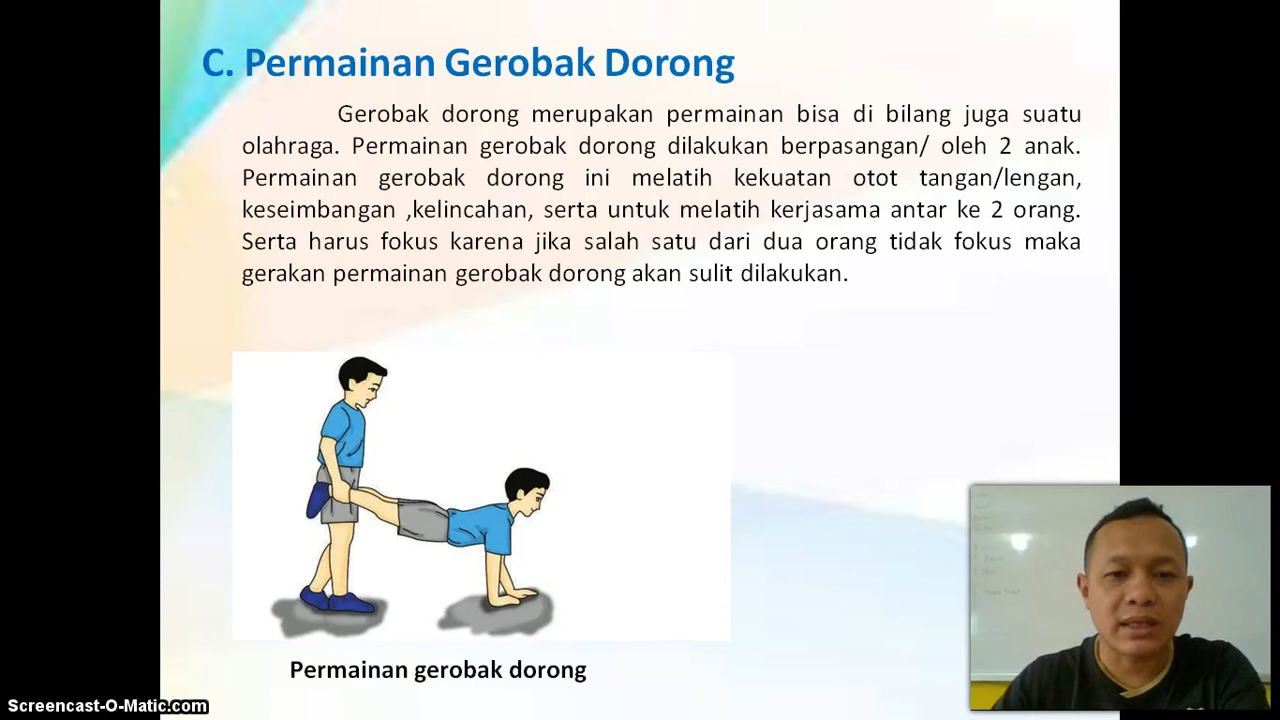 C. Permainan Gerobak Dorong
Gerobak dorong merupakan permainan bisa di bilang juga suatu
olahraga. Permainan gerobak dorong dilakukan berpasangan/ oleh 2 anak.
Permainan gerobak dorong ini melatih kekuatan otot tangan/lengan,
keseimbangan ,kelincahan, serta untuk melatih kerjasama antar ke 2 orang.
Serta harus fokus karena jika salah satu dari dua orang tidak fokus maka
gerakan permainan gerobak dorong akan sulit dilakukan.
Permainan gerobak dorong
Screencast-O-Matic.com